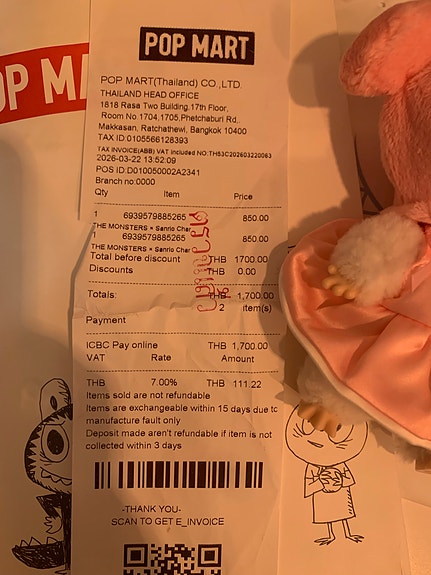 POP MART
OP MA
POP MART(Thailand) CO.,LTD.
THAILAND HEAD OFFICE
1818 Rasa Two Building.17th Floor,
Room No.1704,1705,Phetchaburi Rd,.
Makkasan, Ratchathewi, Bangkok 10400
TAX ID:0105566128393
TAX INVOICE(ABB) VAT included NO:TH53C202603220063
2026-03-22 13:52:09
POS ID:D010050002A2341
Branch no:0000
Qty Item Price
1 6939579885265 850.00
THE MONSTERS × Sanrio Char
1 6939579885265 850.00
THE MONSTERS × Sanrio Char
Total before discount THB 1700.00
Discounts THB 0.00
Totals: THB 1,700.00
2 item(s)
Payment
ICBC Pay online THB 1,700.00
VAT Rate Amount
THB 7.00% THB 111.22
Items sold are not refundable
Items are exchangeable within 15 days due to
manufacture fault only
Deposit made aren't refundable if item is not
collected within 3 days
-THANK YOU-
SCAN TO GET E_INVOICE